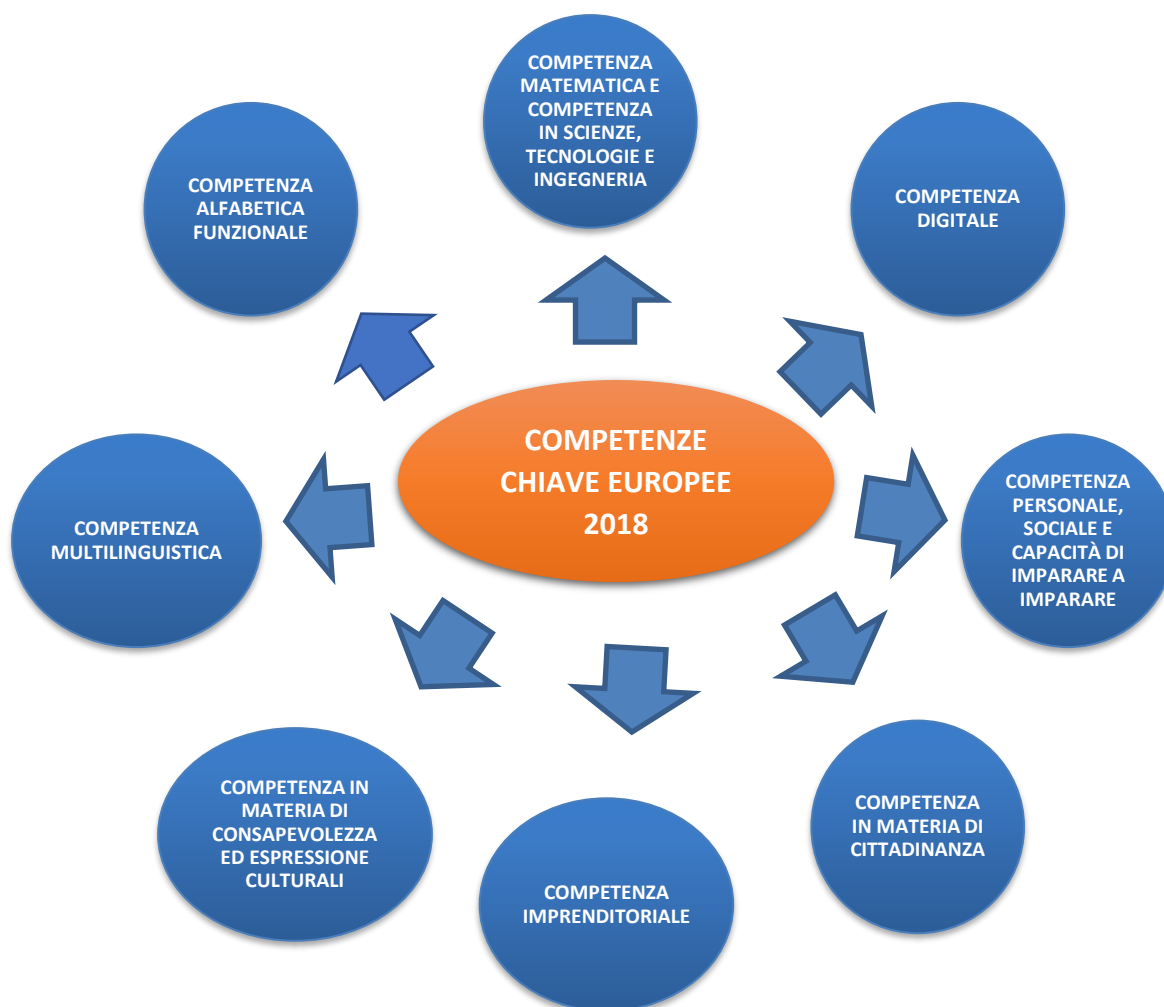 COMPETENZA
MATEMATICA E
COMPETENZA
IN SCIENZE,
TECNOLOGIE E
INGEGNERIA
COMPETENZA
ALFABETICA
FUNZIONALE
COMPETENZA
DIGITALE
COMPETENZE
CHIAVE EUROPEE
2018
COMPETENZA
MULTILINGUISTICA
COMPETENZA
PERSONALE,
SOCIALE E
CAPACITÀ DI
IMPARARE A
IMPARARE
COMPETENZA IN
MATERIA DI
CONSAPEVOLEZZA
ED ESPRESSIONE
CULTURALI
COMPETENZA
IMPRENDITORIALE
COMPETENZA
IN MATERIA DI
CITTADINANZA